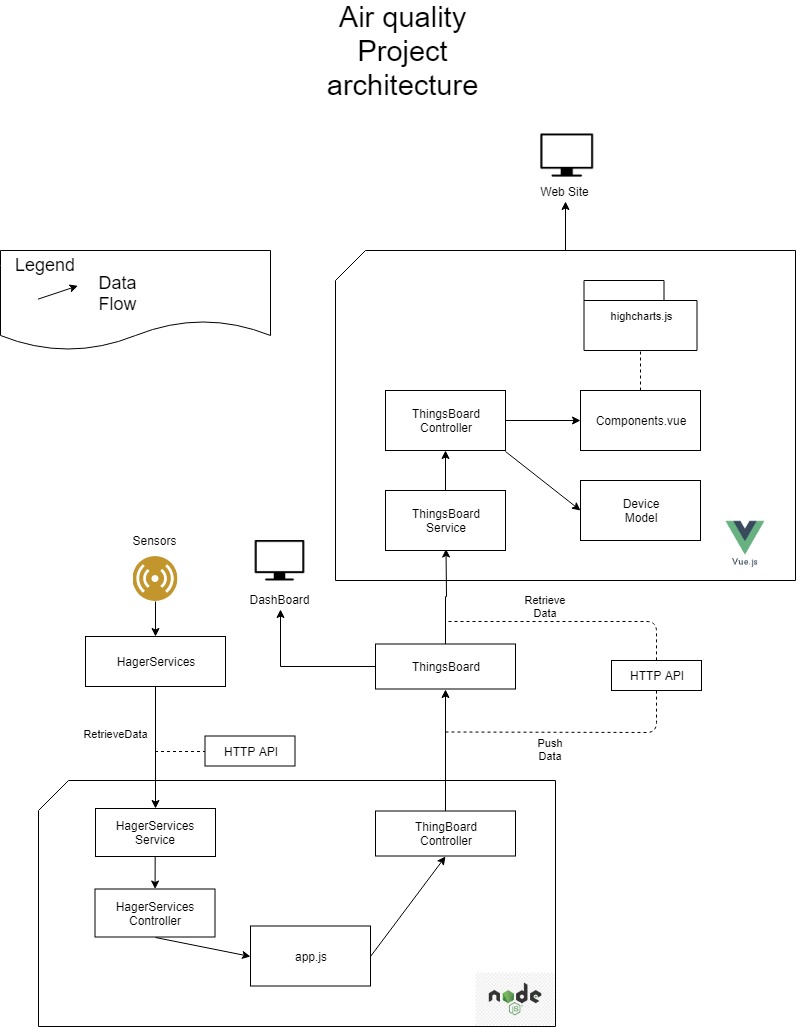 Air quality
Project
architecture
Web Site
Legend
Data
Flow
highcharts.js
ThingsBoard
Controller
Components.vue
ThingsBoard
Service
Device
Model
Vue.js
Sensors
DashBoard
Retrieve
Data
HagerServices
ThingsBoard
HTTP API
RetrieveData
HTTP API
Push
Data
HagerServices
Service
ThingBoard
Controller
HagerServices
Controller
app.js
node
JS